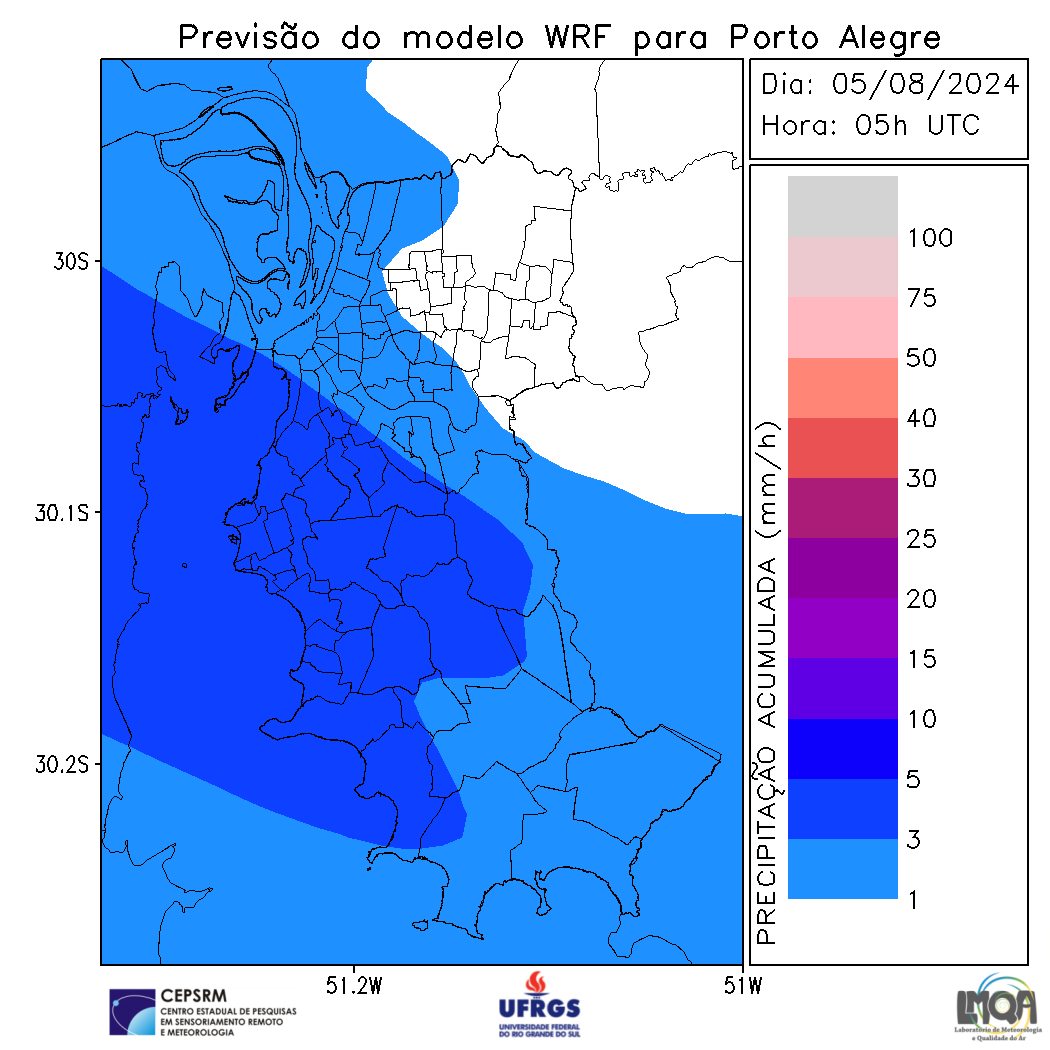 Previsão do modelo WRF para Porto Alegre
Dia: 05/08/2024
Hora: 05h UTC
30S
30.1S
30.2S
51.2W
51W
PRECIPITAÇÃO ACUMULADA (mm/h)
100
75
50
40
30
25
20
15
10
5
3
1
CEPSRM
CENTRO ESTADUAL DE PESQUISAS
EM SENSORIAMENTO REMOTO
E METEOROLOGIA
UFRGS
UNIVERSIDADE FEDERAL
DO RIO GRANDE DO SUL
LMQA
Laboratório de Meteorologia
e Qualidade do Ar